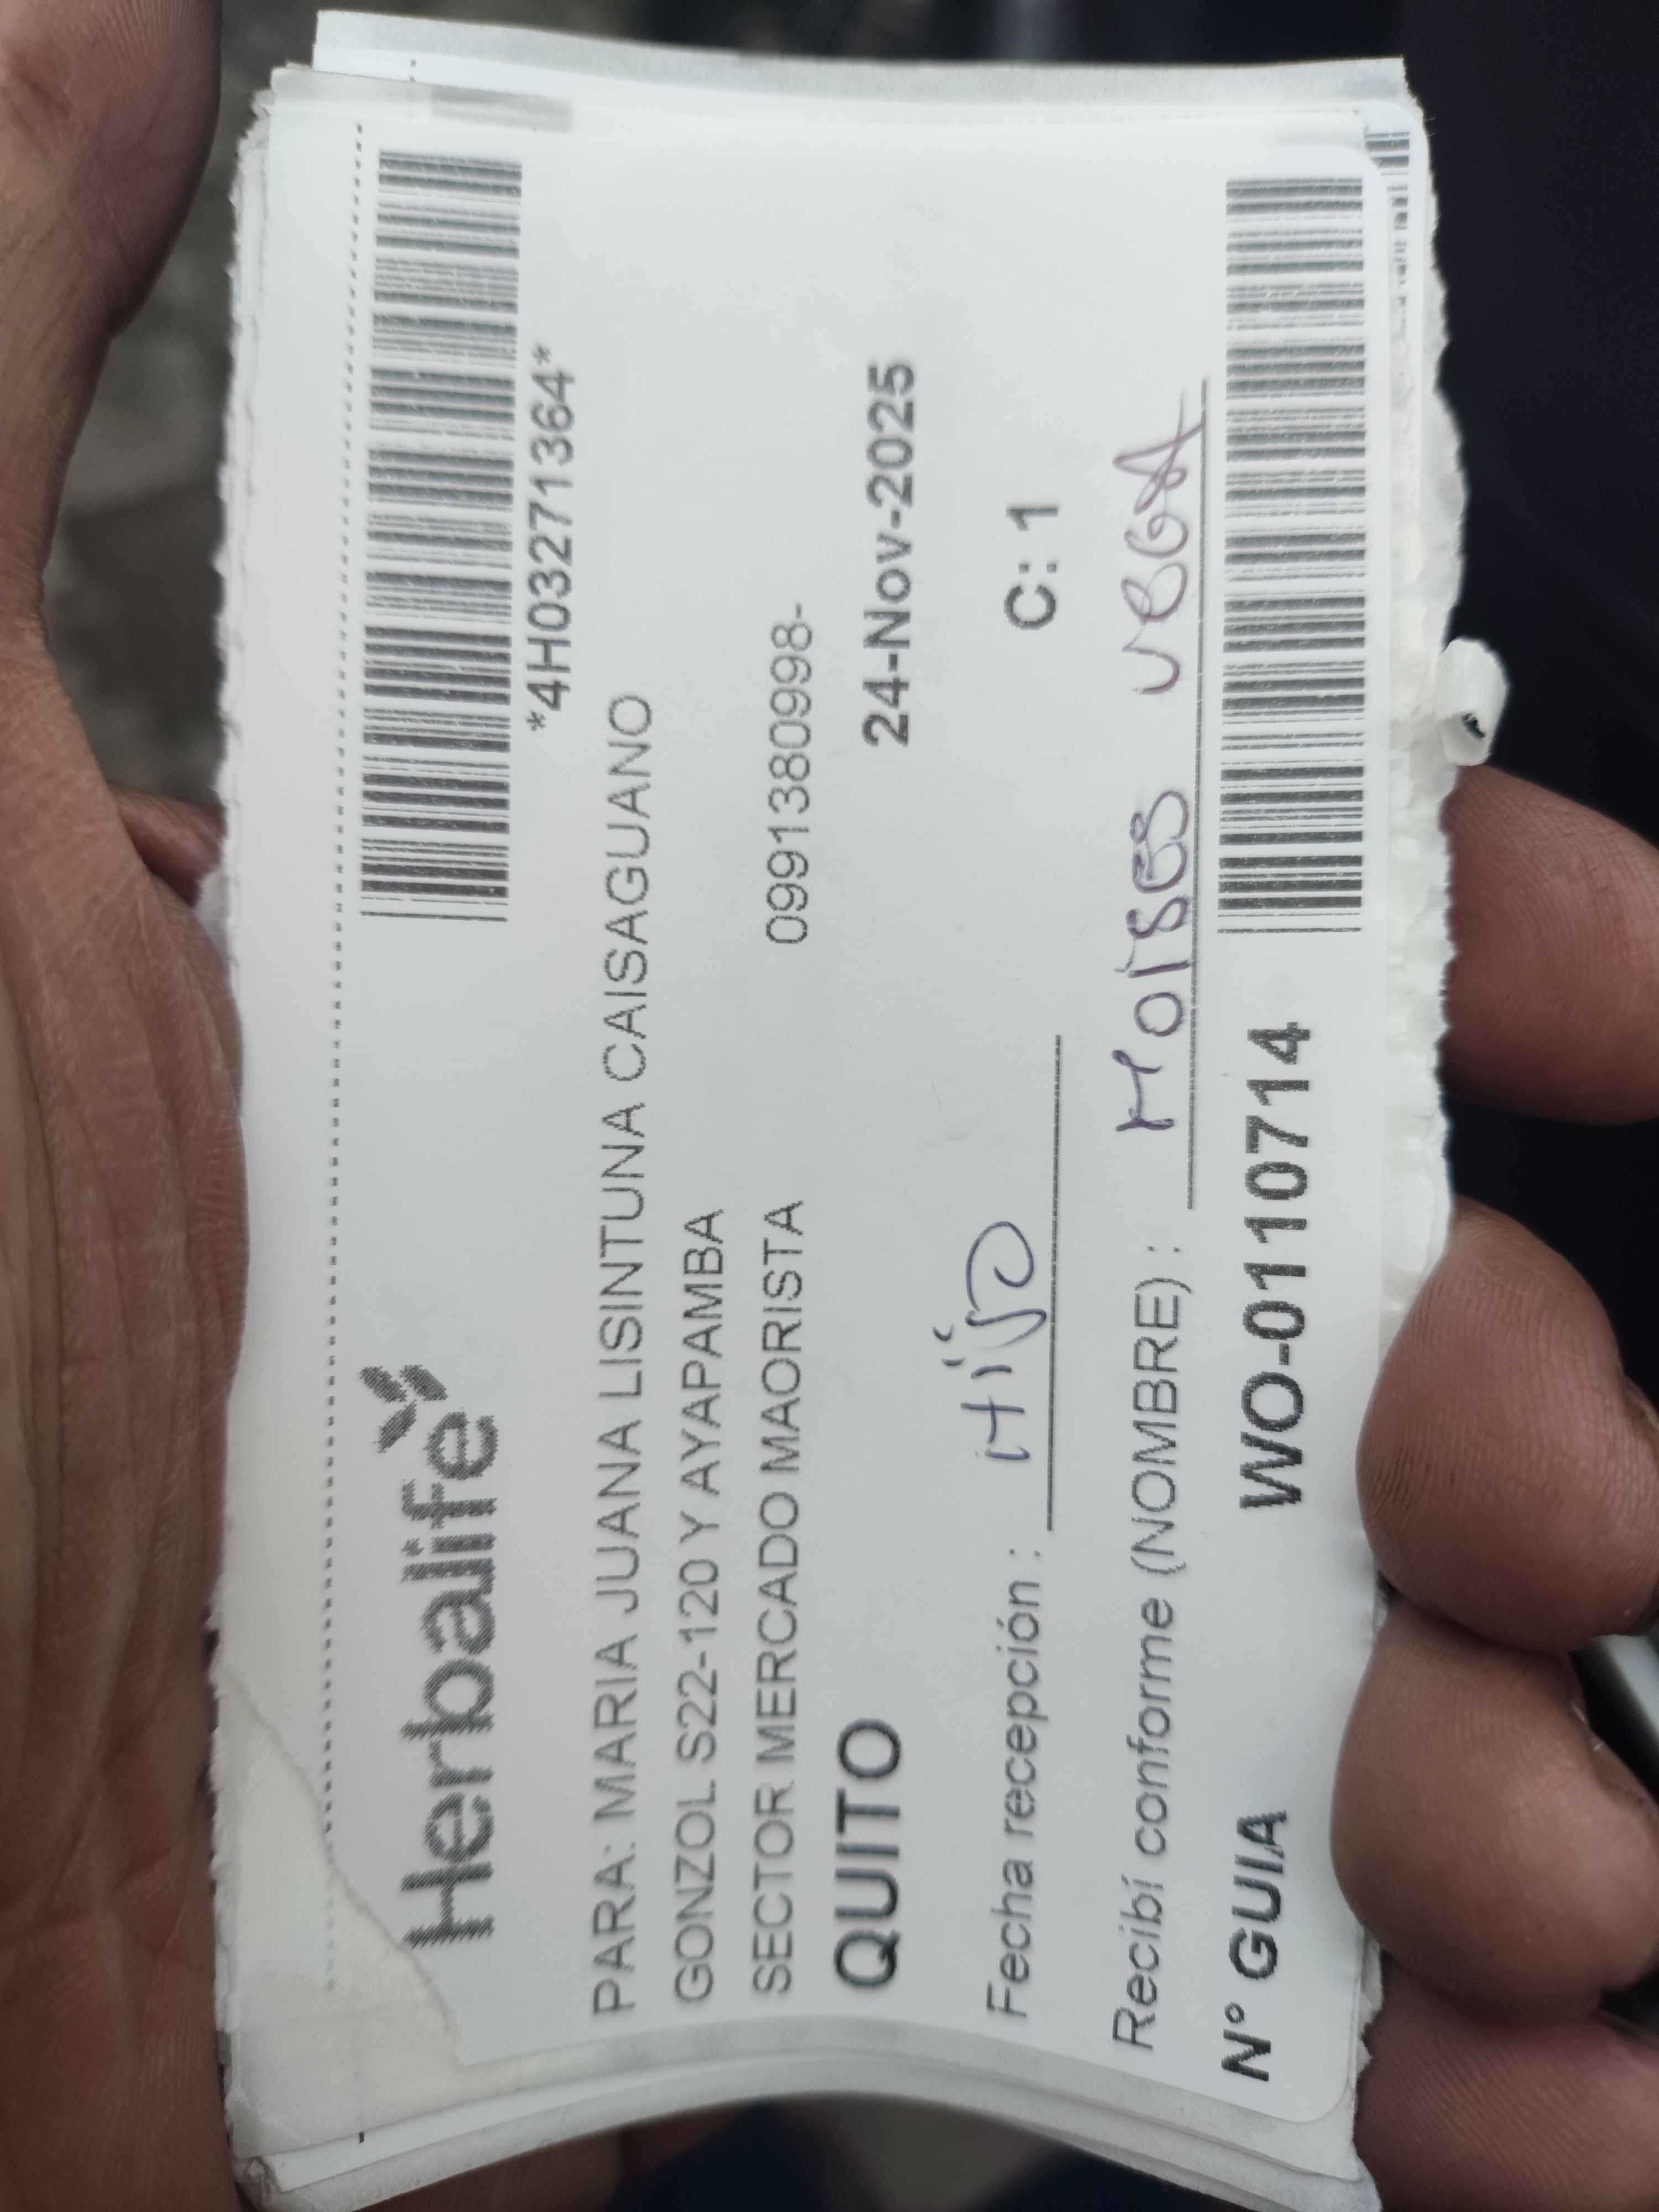 Herbalife
*4H03271364*
PARA: MARIA JUANA LISINTUNA CAISAGUANO
GONZOL S22-120 Y AYAPAMBA
SECTOR MERCADO MAORISTA 0991380998-
QUITO 24-Nov-2025
Fecha recepción : Hijo C: 1
Recibí conforme (NOMBRE) : Moises VEGA
N° GUIA WO-0110714